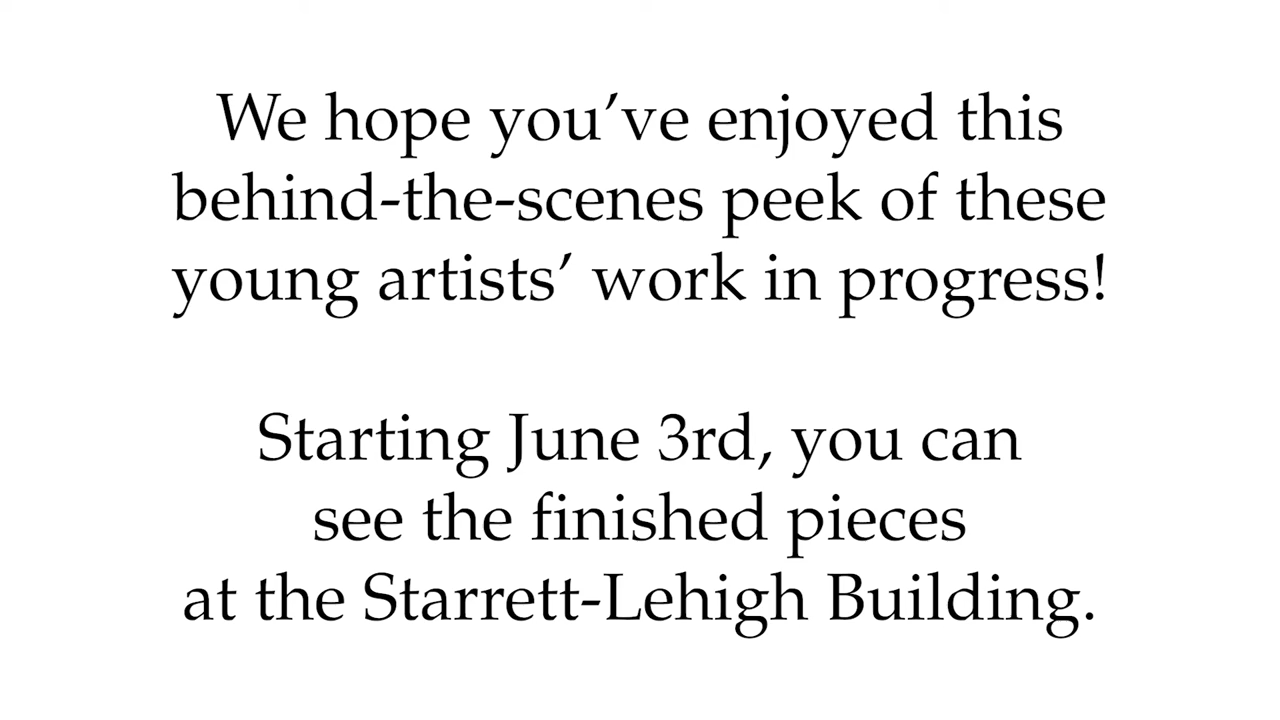 We hope you’ve enjoyed this
behind-the-scenes peek of these
young artists’ work in progress!
Starting June 3rd, you can
see the finished pieces
at the Starrett-Lehigh Building.